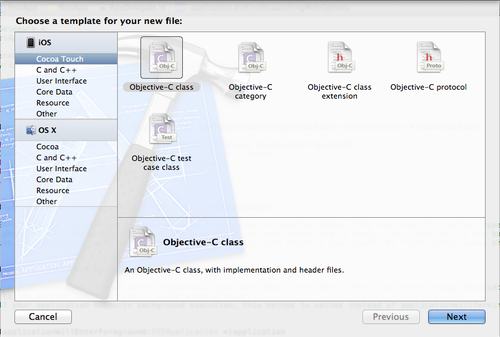 Choose a template for your new file:
iOS
Cocoa Touch
C and C++
User Interface
Core Data
Resource
Other
OS X
Cocoa
C and C++
User Interface
Core Data
Resource
Other
Obj-C
Objective-C class
Obj-C
Objective-C
category
h
Obj-C
Objective-C class
extension
h
Proto
Objective-C protocol
Test
Objective-C test
case class
Obj-C
Objective-C class
An Objective-C class, with implementation and header files.
Cancel
Previous
Next